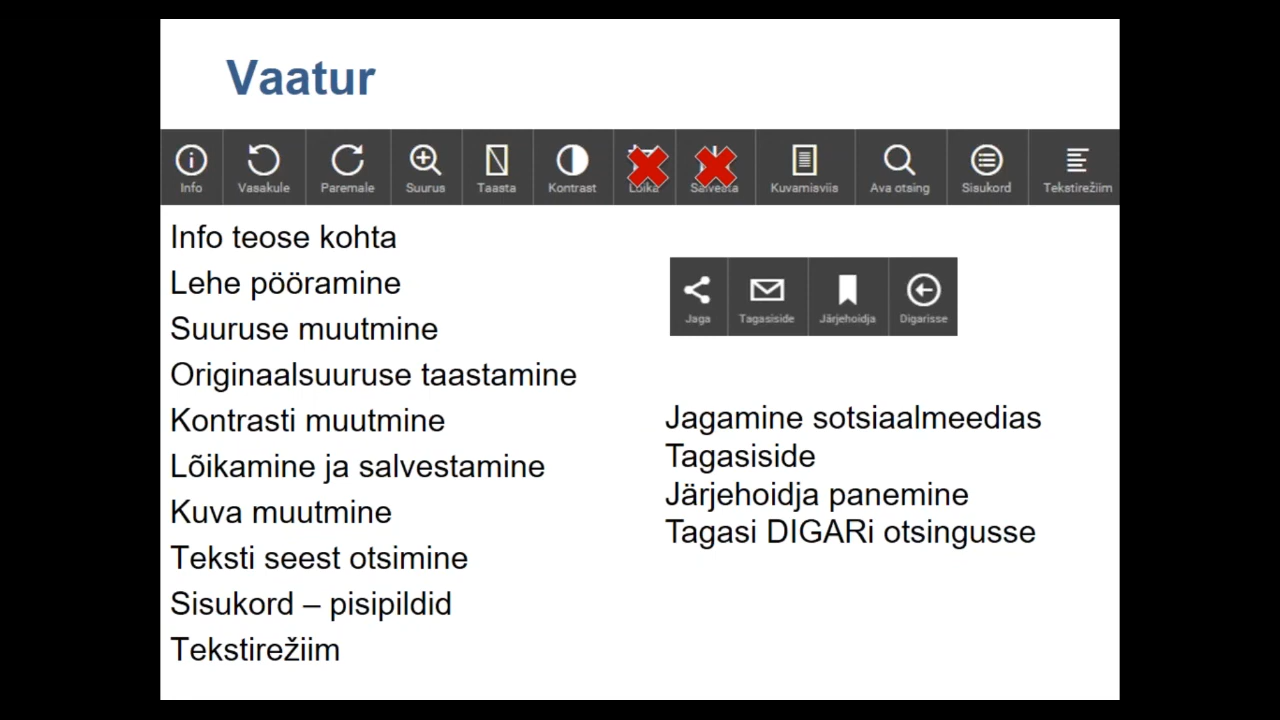 Vaatur
Info Vasakule Paremale Suurus Taasta Kontrast Lõika Salvesta Kuvamisviis Ava otsing Sisukord Tekstirežiim
Info teose kohta
Lehe pööramine
Suuruse muutmine
Originaalsuuruse taastamine
Kontrasti muutmine
Lõikamine ja salvestamine
Kuva muutmine
Teksti seest otsimine
Sisukord – pisipildid
Tekstirežiim
Jaga Tagasiside Järjehoidja Digarisse
Jagamine sotsiaalmeedias
Tagasiside
Järjehoidja panemine
Tagasi DIGARi otsingusse